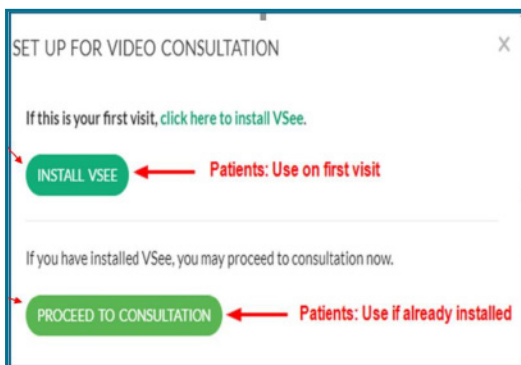 SET UP FOR VIDEO CONSULTATION X
If this is your first visit, click here to install VSee.
INSTALL VSEE Patients: Use on first visit
If you have installed VSee, you may proceed to consultation now.
PROCEED TO CONSULTATION Patients: Use if already installed